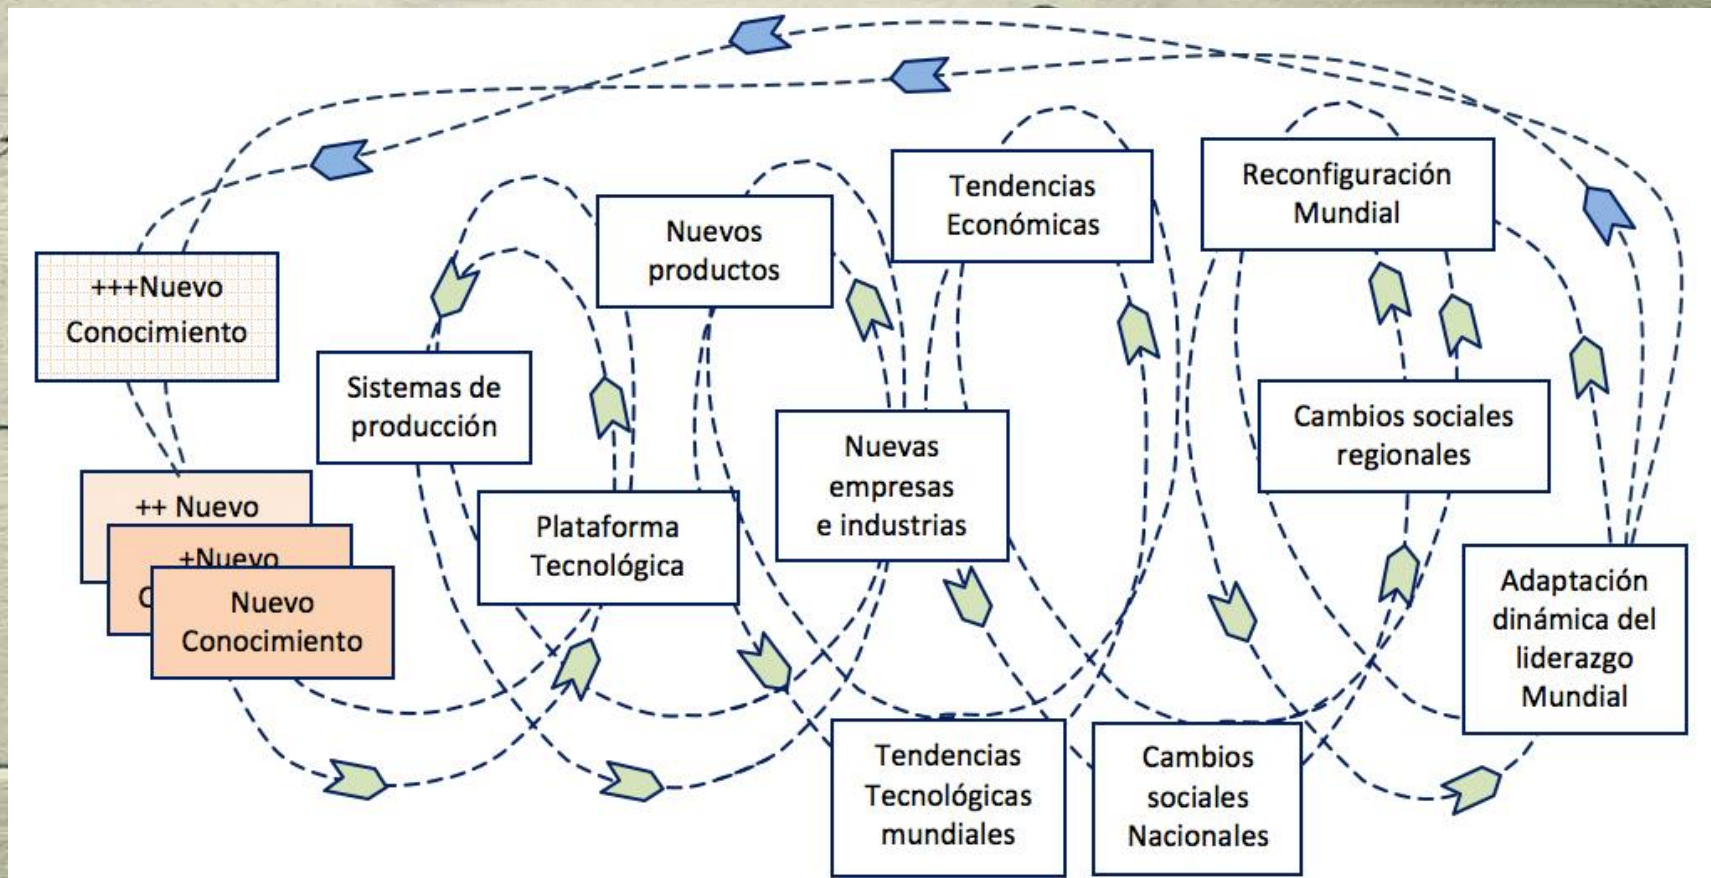 +++Nuevo
Conocimiento
++ Nuevo
+Nuevo
C
Nuevo
Conocimiento
Sistemas de
producción
Plataforma
Tecnológica
Nuevos
productos
Nuevas
empresas
e industrias
Tendencias
Tecnológicas
mundiales
Tendencias
Económicas
Cambios
sociales
Nacionales
Reconfiguración
Mundial
Cambios sociales
regionales
Adaptación
dinámica del
liderazgo
Mundial